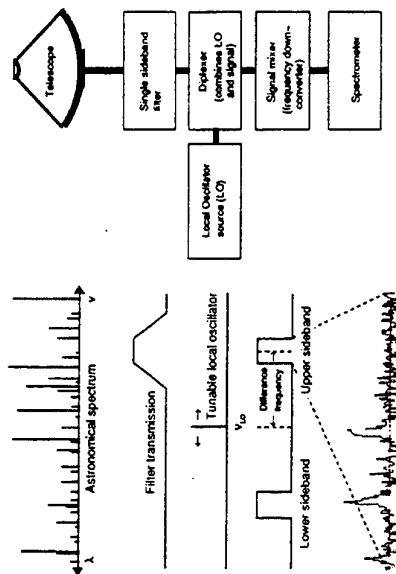 Telescope
Single sideband
filter
Diplexer
(combines LO
and signal)
Signal mixer
(frequency down-
converter)
Spectrometer
Local Oscillator
source (LO)
λ
Astronomical spectrum
ν
Filter transmission
Tunable local oscillator
ν LO
Difference
frequency
Lower sideband
Upper sideband